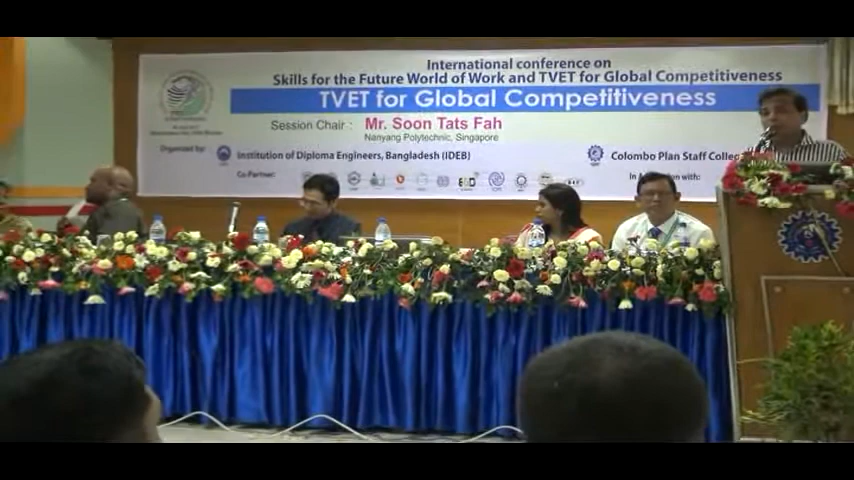 International conference on
Skills for the Future World of Work and TVET for Global Competitiveness
TVET for Global Competitiveness
Session Chair : Mr. Soon Tats Fah
Nanyang Polytechnic, Singapore
Organized by:
Institution of Diploma Engineers, Bangladesh (IDEB)
Colombo Plan Staff College
Co-Partner:
with: